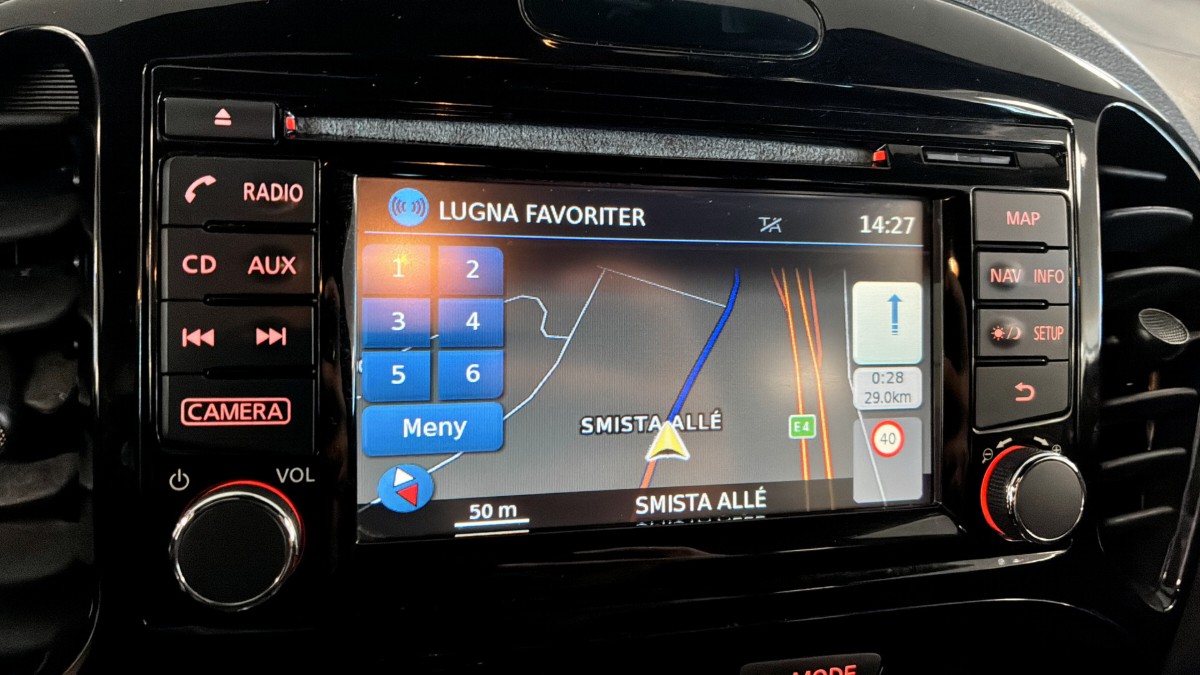 RADIO
CD AUX
CAMERA
VOL
LUGNA FAVORITER
TA
14:27
1 2
3 4
5 6
Meny
50 m
SMISTA ALLÉ
E4
SMISTA ALLÉ
0:28
29.0km
40
MAP
NAV INFO
SETUP
MODE